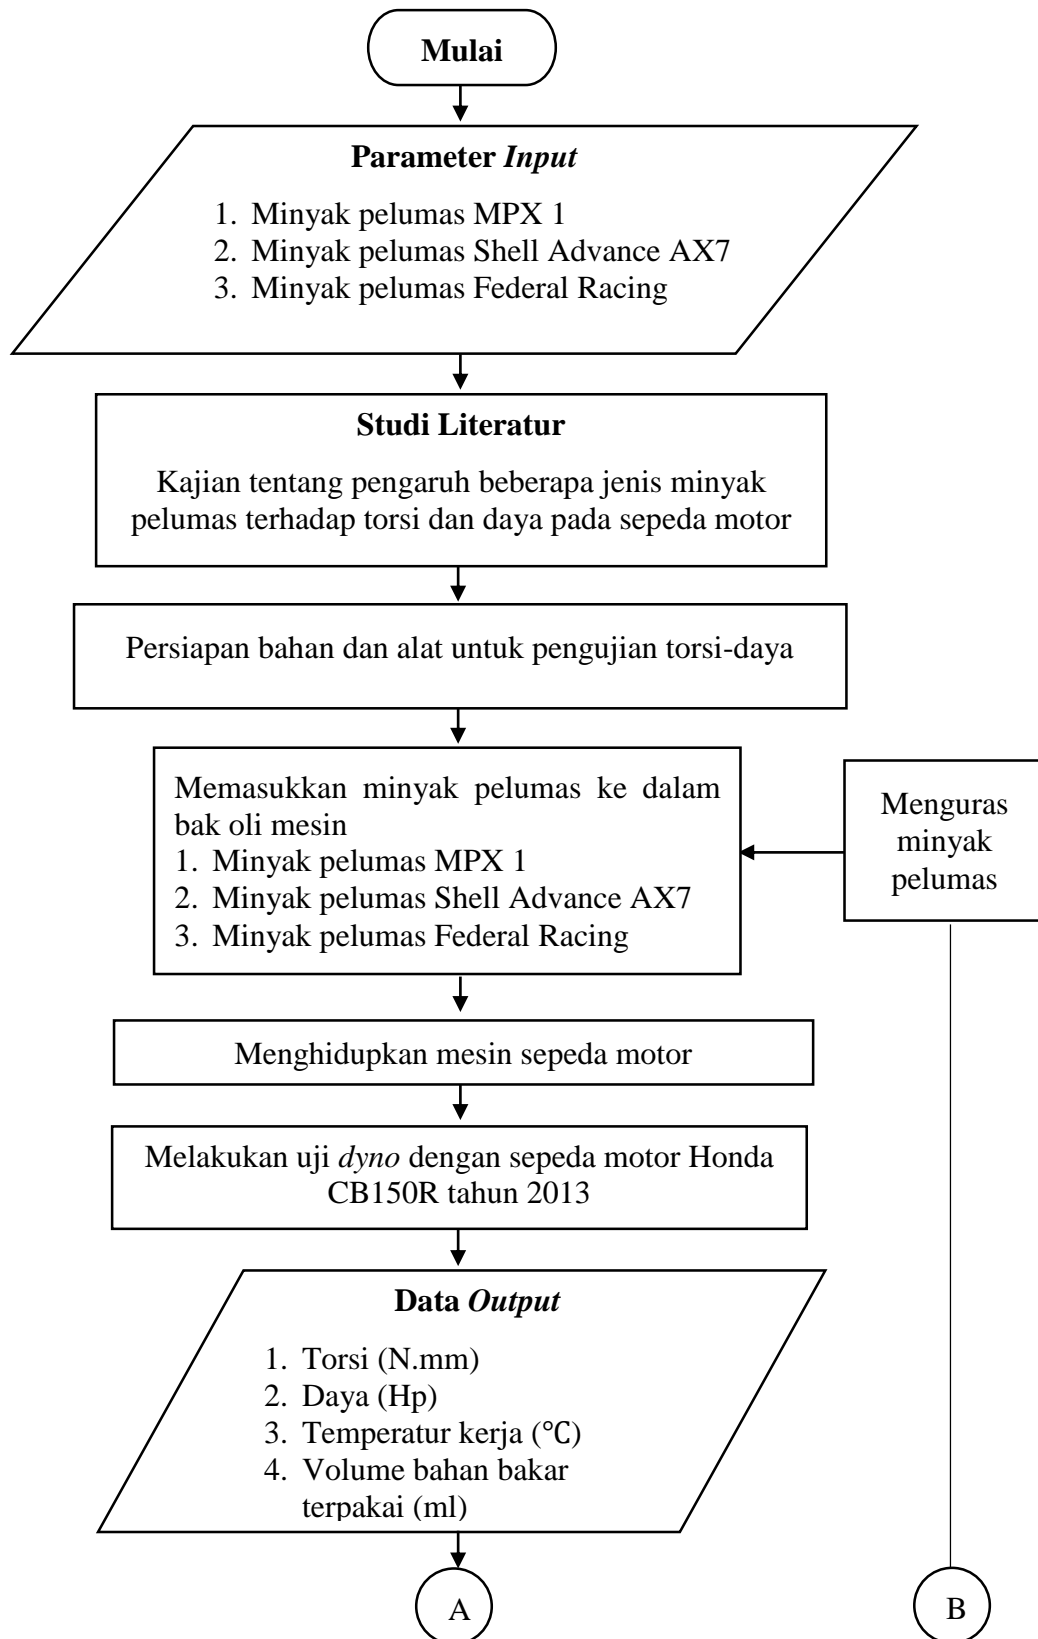 Mulai
Parameter Input
1. Minyak pelumas MPX 1
2. Minyak pelumas Shell Advance AX7
3. Minyak pelumas Federal Racing
Studi Literatur
Kajian tentang pengaruh beberapa jenis minyak
pelumas terhadap torsi dan daya pada sepeda motor
Persiapan bahan dan alat untuk pengujian torsi-daya
Memasukkan minyak pelumas ke dalam
bak oli mesin
1. Minyak pelumas MPX 1
2. Minyak pelumas Shell Advance AX7
3. Minyak pelumas Federal Racing
Menguras
minyak
pelumas
Menghidupkan mesin sepeda motor
Melakukan uji dyno dengan sepeda motor Honda
CB150R tahun 2013
Data Output
1. Torsi (N.mm)
2. Daya (Hp)
3. Temperatur kerja (℃)
4. Volume bahan bakar
terpakai (ml)
A
B